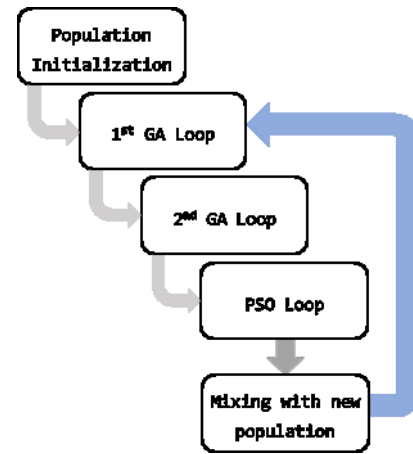 Population
Initialization
1st GA Loop
2nd GA Loop
PSO Loop
Mixing with new
population